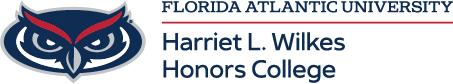 FLORIDA ATLANTIC UNIVERSITY
Harriet L. Wilkes
Honors College